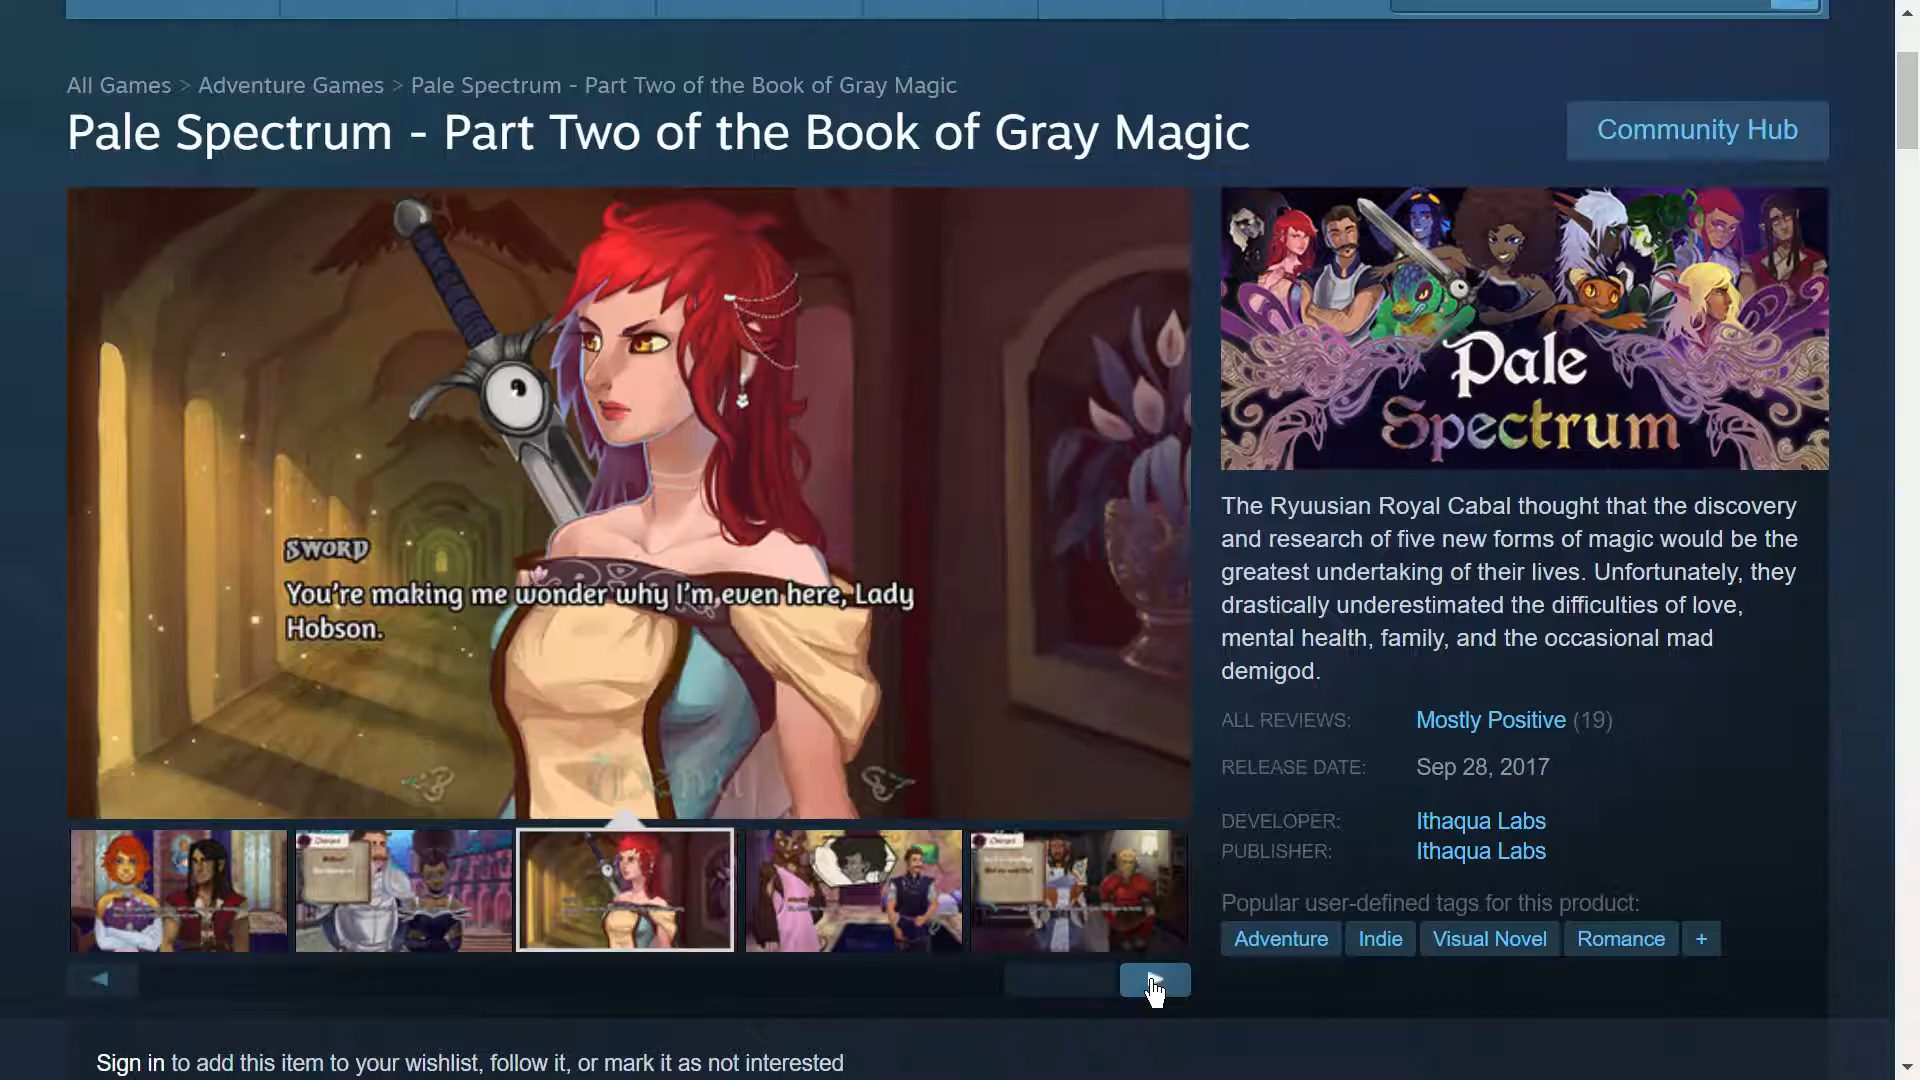 All Games > Adventure Games > Pale Spectrum - Part Two of the Book of Gray Magic
Pale Spectrum - Part Two of the Book of Gray Magic
Community Hub
SWORD
You're making me wonder why I'm even here, Lady
Hobson.
Pale
Spectrum
The Ryuusian Royal Cabal thought that the discovery
and research of five new forms of magic would be the
greatest undertaking of their lives. Unfortunately, they
drastically underestimated the difficulties of love,
mental health, family, and the occasional mad
demigod.
ALL REVIEWS: Mostly Positive (19)
RELEASE DATE: Sep 28, 2017
DEVELOPER: Ithaqua Labs
PUBLISHER: Ithaqua Labs
Popular user-defined tags for this product:
Adventure Indie Visual Novel Romance +
Sign in to add this item to your wishlist, follow it, or mark it as not interested